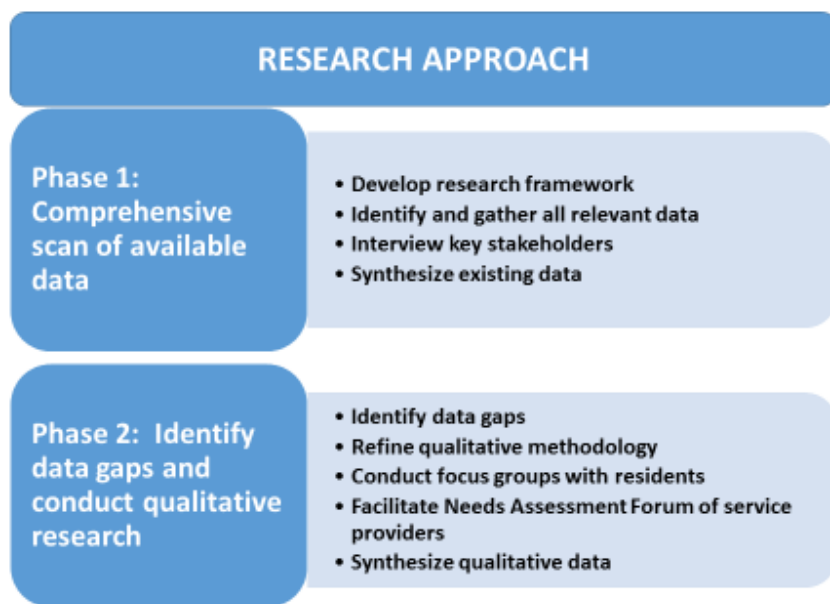 RESEARCH APPROACH
Phase 1:
Comprehensive
scan of available
data
• Develop research framework
• Identify and gather all relevant data
• Interview key stakeholders
• Synthesize existing data
Phase 2:  Identify
data gaps and
conduct qualitative
research
• Identify data gaps
• Refine qualitative methodology
• Conduct focus groups with residents
• Facilitate Needs Assessment Forum of service
providers
• Synthesize qualitative data